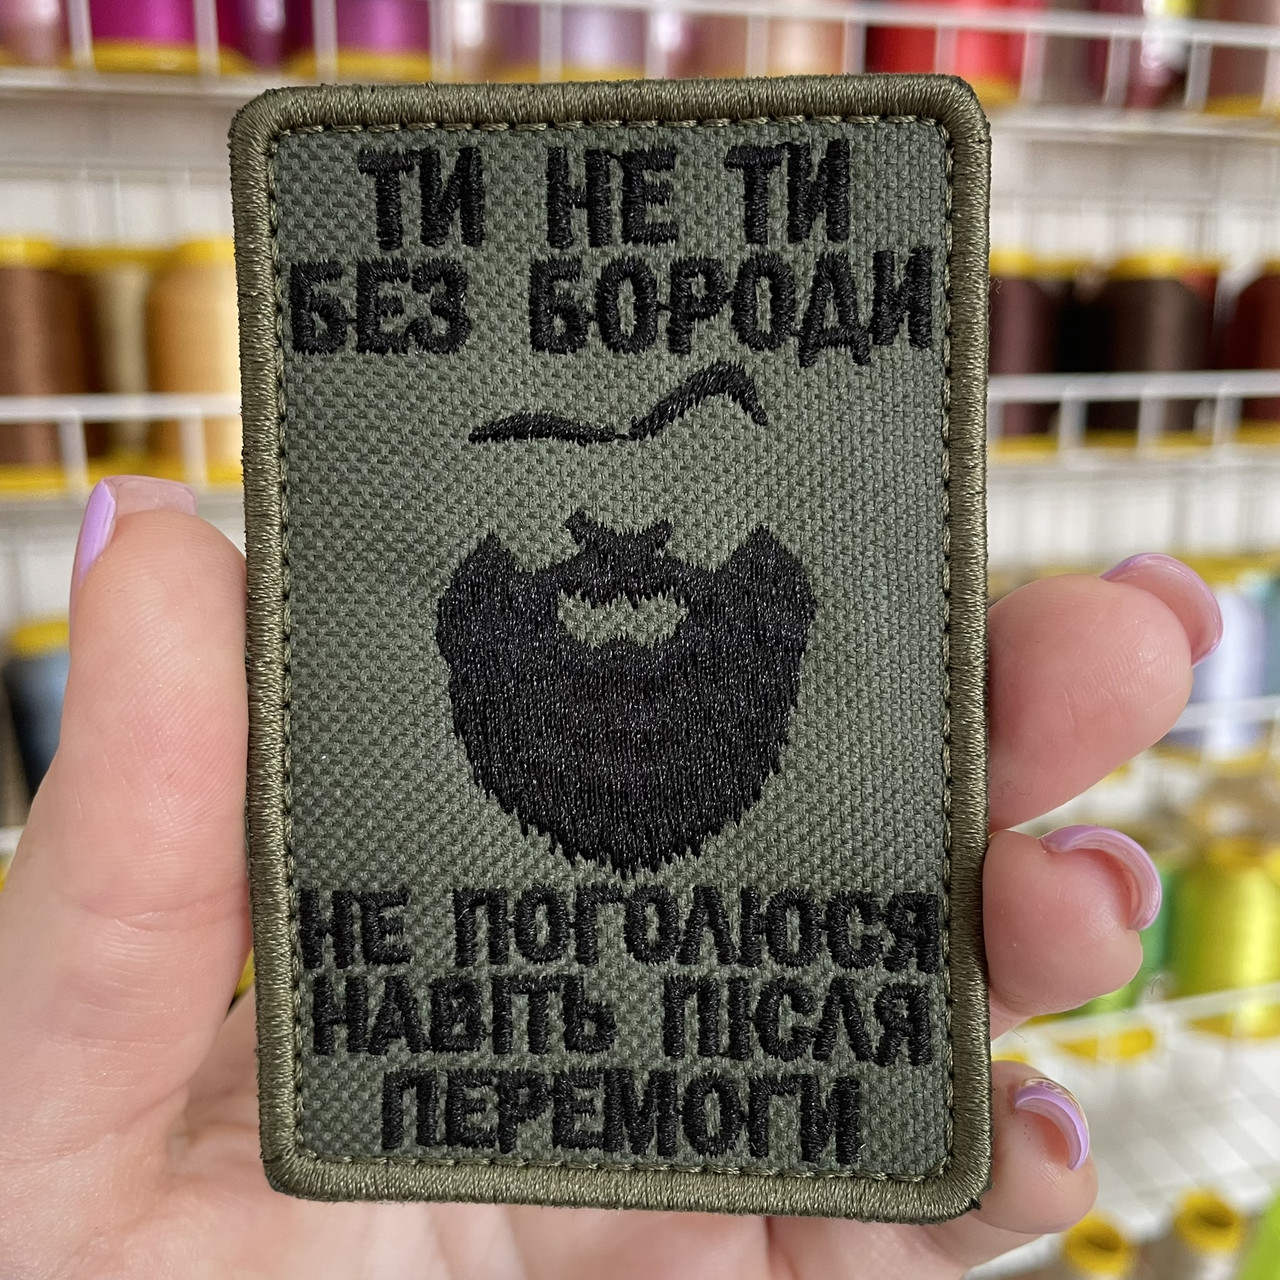 ТИ НЕ ТИ
БЕЗ БОРОДИ
НЕ ПОГОЛЮСЯ
НАВІТЬ ПІСЛЯ
ПЕРЕМОГИ